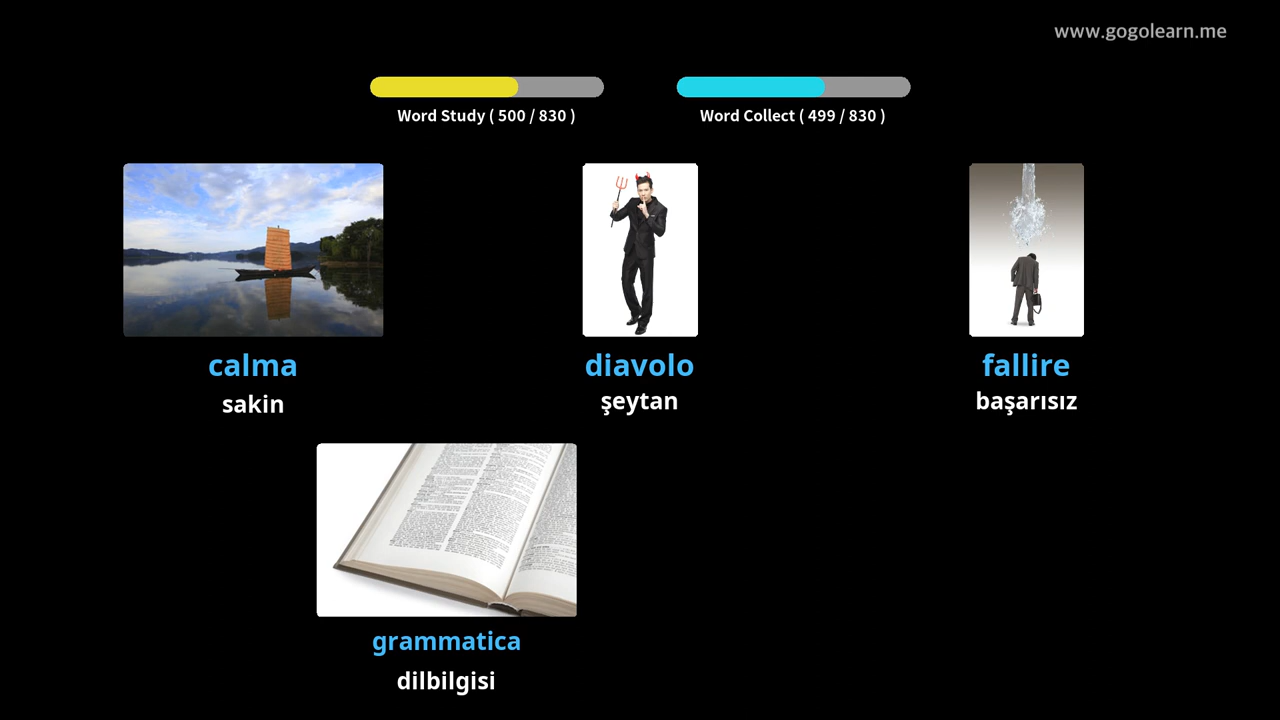 www.gogolearn.me
Word Study ( 500 / 830 )
Word Collect ( 499 / 830 )
calma
sakin
diavolo
şeytan
fallire
başarısız
grammatica
dilbilgisi